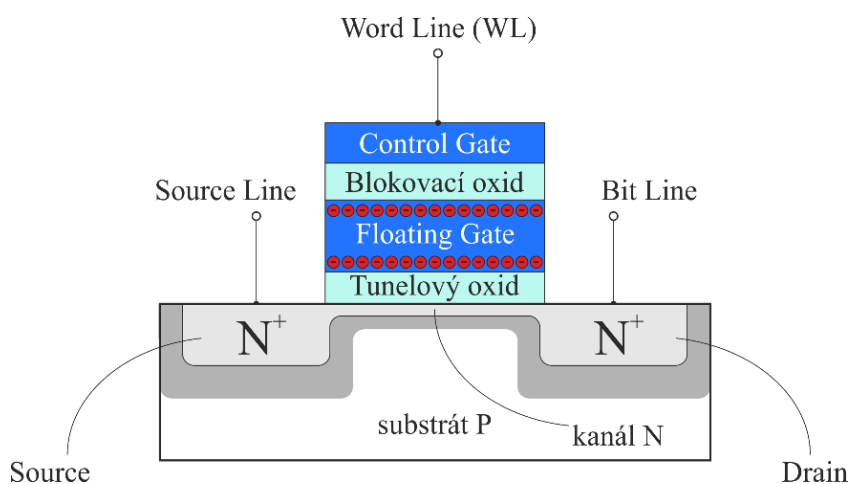 Word Line (WL)
Control Gate
Source Line
Blokovací oxid
Bit Line
Floating Gate
Tunelový oxid
N+
N+
substrát P
kanál N
Source
Drain